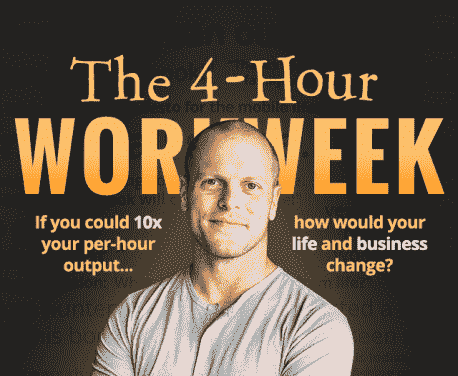 The 4-Hour
WORKWEEK
If you could 10x
your per-hour
output...
how would your
life and business
change?